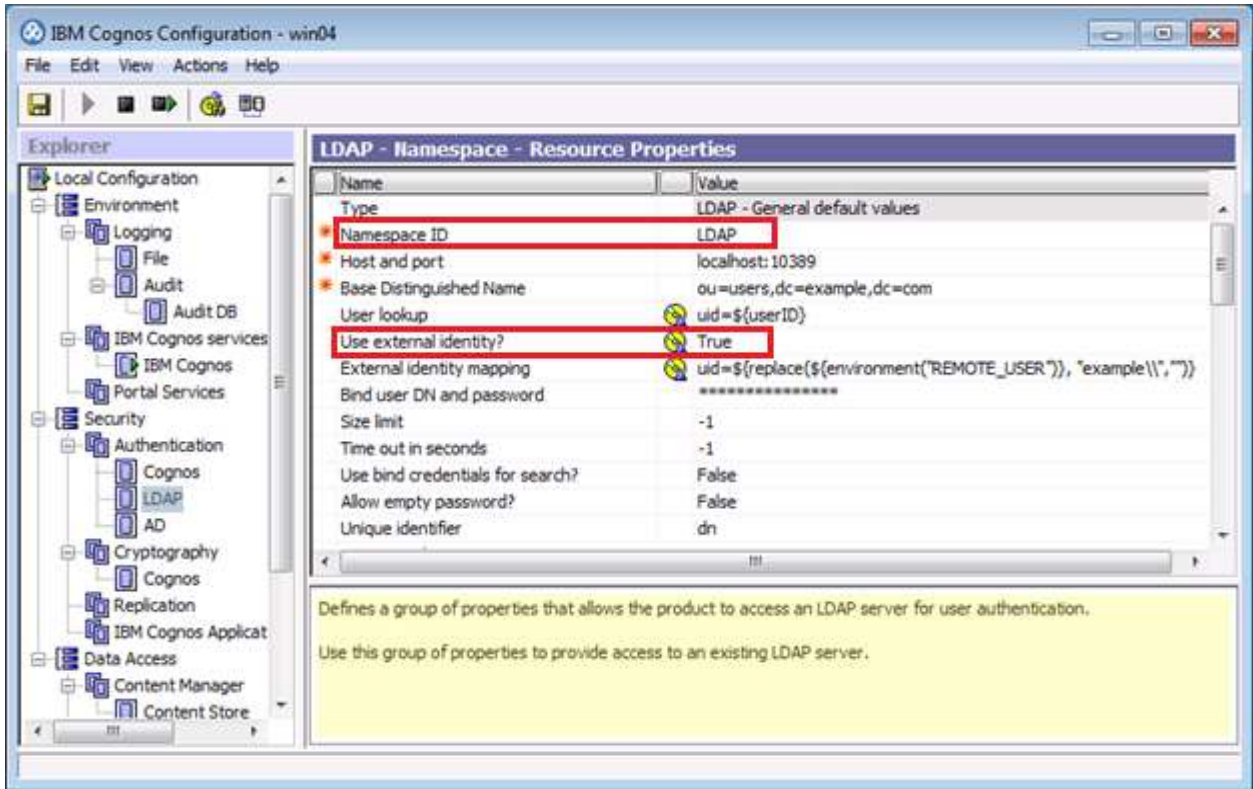 IBM Cognos Configuration - win04
File Edit View Actions Help
Explorer
Local Configuration
Environment
Logging
File
Audit
Audit DB
IBM Cognos services
IBM Cognos
Portal Services
Security
Authentication
Cognos
LDAP
AD
Cryptography
Cognos
Replication
IBM Cognos Applicat
Data Access
Content Manager
Content Store
LDAP - Namespace - Resource Properties
Name Value
Type LDAP - General default values
* Namespace ID LDAP
* Host and port localhost:10389
* Base Distinguished Name ou=users,dc=example,dc=com
User lookup uid=${userID}
Use external identity? True
External identity mapping uid=${replace(${environment("REMOTE_USER")}, "example\\","")}
Bind user DN and password ****************
Size limit -1
Time out in seconds -1
Use bind credentials for search? False
Allow empty password? False
Unique identifier dn
Defines a group of properties that allows the product to access an LDAP server for user authentication.
Use this group of properties to provide access to an existing LDAP server.